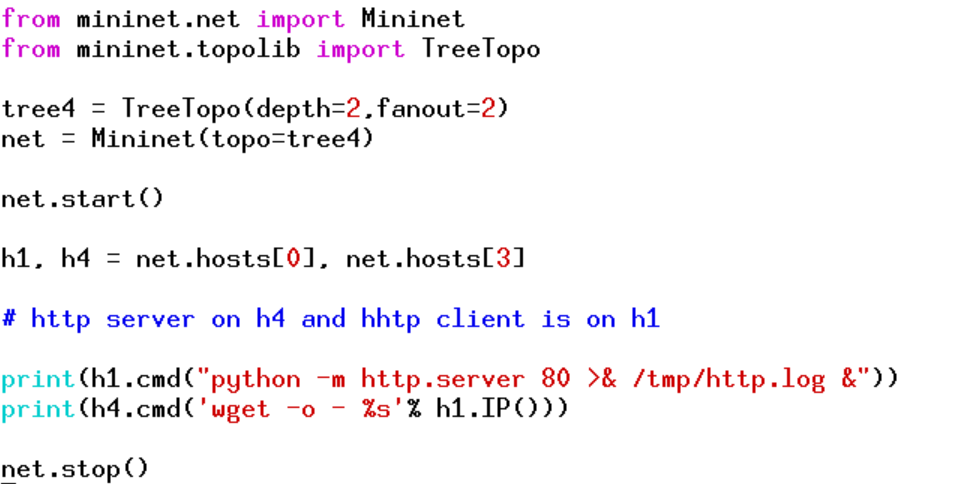 from mininet.net import Mininet
from mininet.topolib import TreeTopo
tree4 = TreeTopo(depth=2,fanout=2)
net = Mininet(topo=tree4)
net.start()
h1, h4 = net.hosts[0], net.hosts[3]
# http server on h4 and hhtp client is on h1
print(h1.cmd("python -m http.server 80 >& /tmp/http.log &"))
print(h4.cmd('wget -o - %s'% h1.IP()))
net.stop()